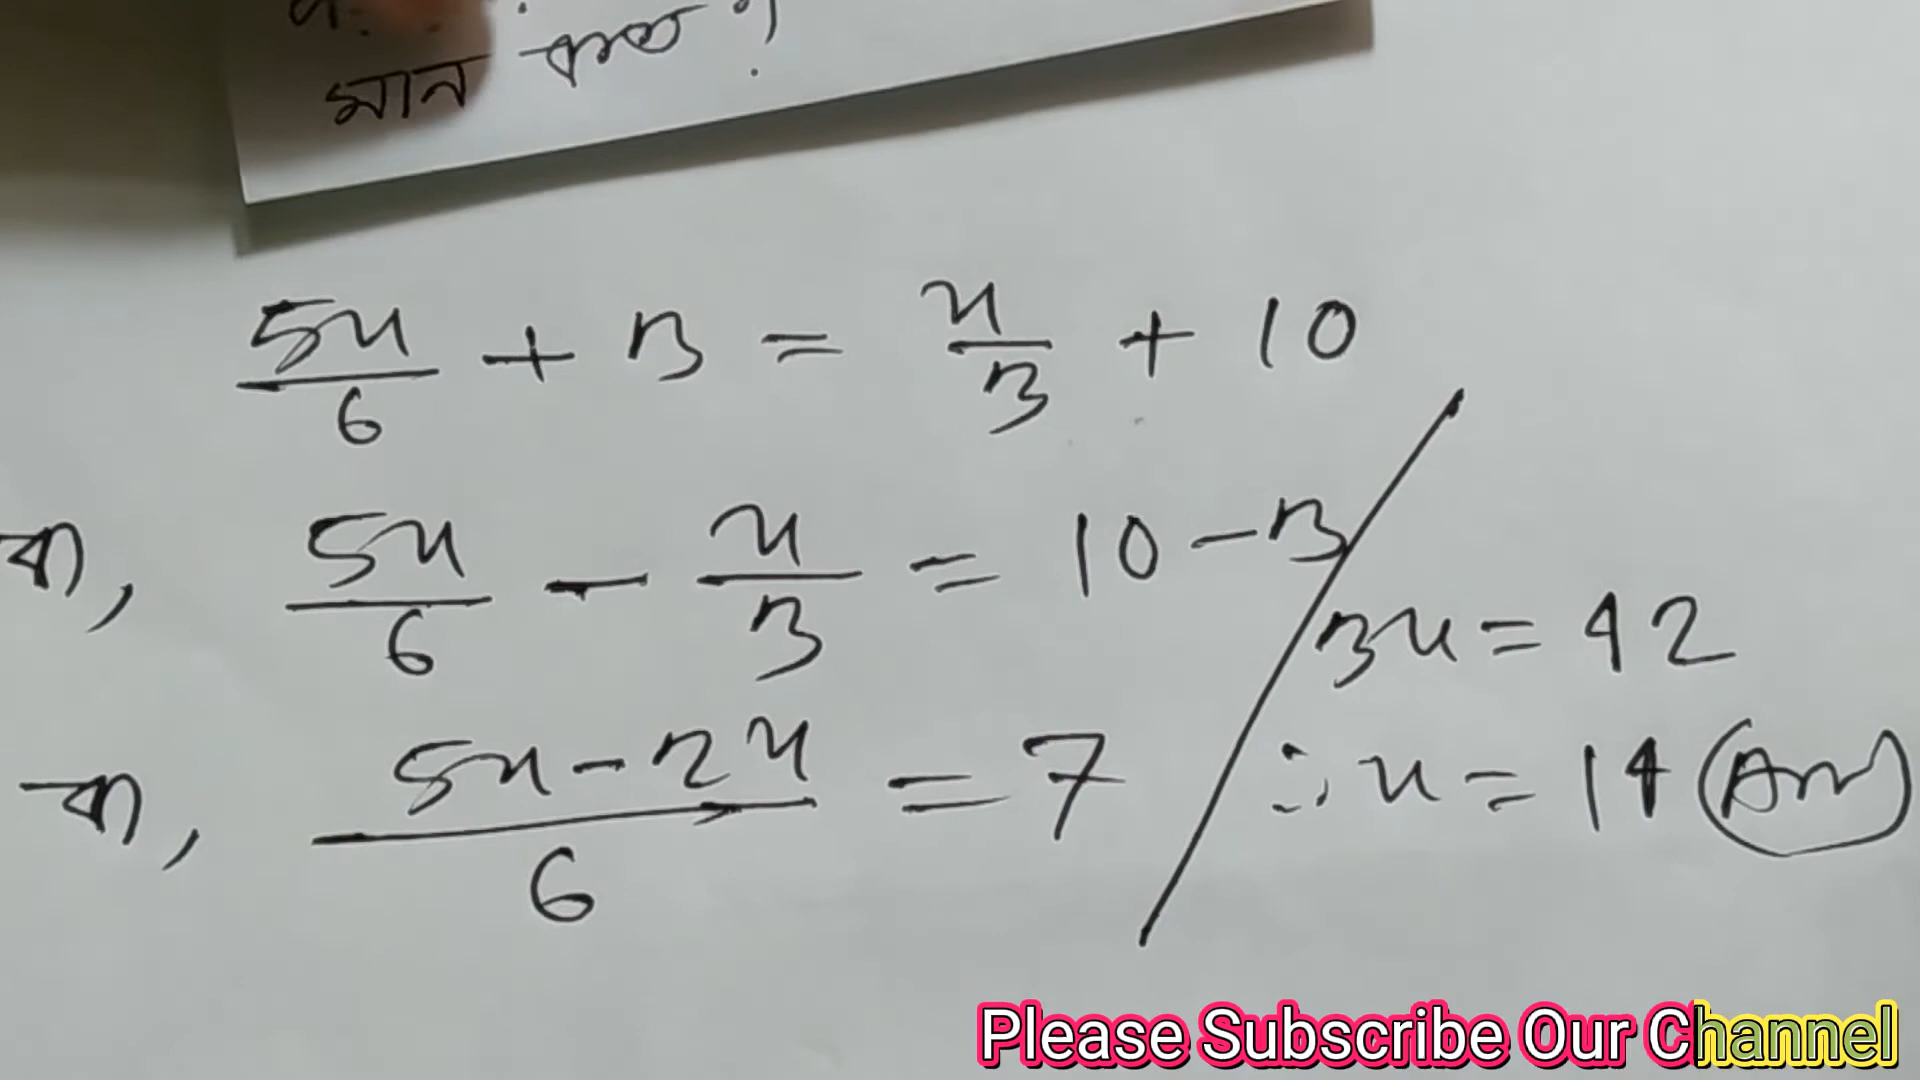 মান কত ?
5x/6 + 3 = x/3 + 10
বা, 5x/6 - x/3 = 10 - 3
বা, (5x - 2x)/6 = 7
3x = 42
∴ x = 14 (Ans)
Please Subscribe Our Channel